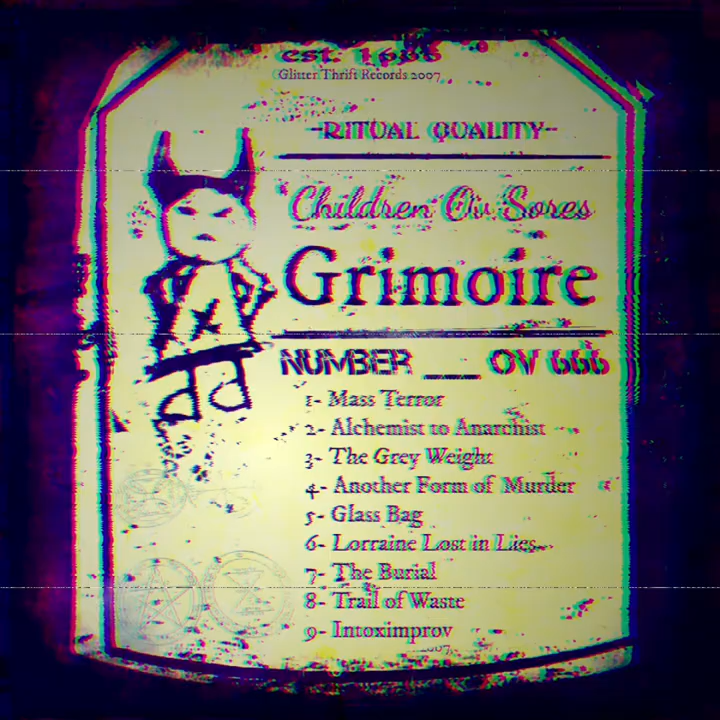 est. 1666
Glitter Thrift Records 2007
-RITUAL QUALITY-
Children Ov Sores
Grimoire
NUMBER ___ OV 666
1- Mass Terror
2- Alchemist to Anarchist
3- The Grey Weight
4- Another Form of Murder
5- Glass Bag
6- Lorraine Lost in Lies
7- The Burial
8- Trail of Waste
9- Intoximprov
2007